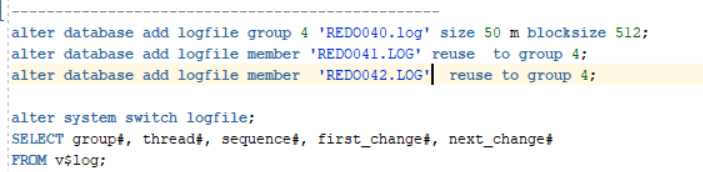 --------------------------------------------------
alter database add logfile group 4 'REDO040.log' size 50 m blocksize 512;
alter database add logfile member 'REDO041.LOG' reuse  to group 4;
alter database add logfile member  'REDO042.LOG'  reuse to group 4;
alter system switch logfile;
SELECT group#, thread#, sequence#, first_change#, next_change#
FROM v$log;